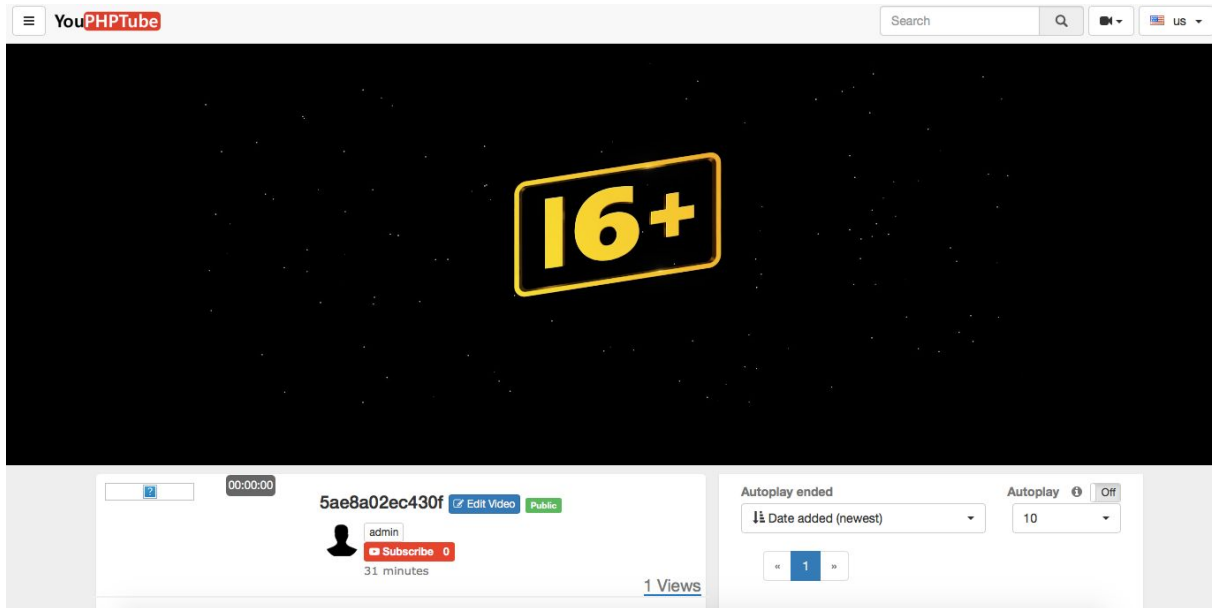 YouPHPTube
Search
us
16+
00:00:00
5ae8a02ec430f Edit Video Public
admin
Subscribe 0
31 minutes
1 Views
Autoplay ended
Autoplay Off
Date added (newest)
10
« 1 »